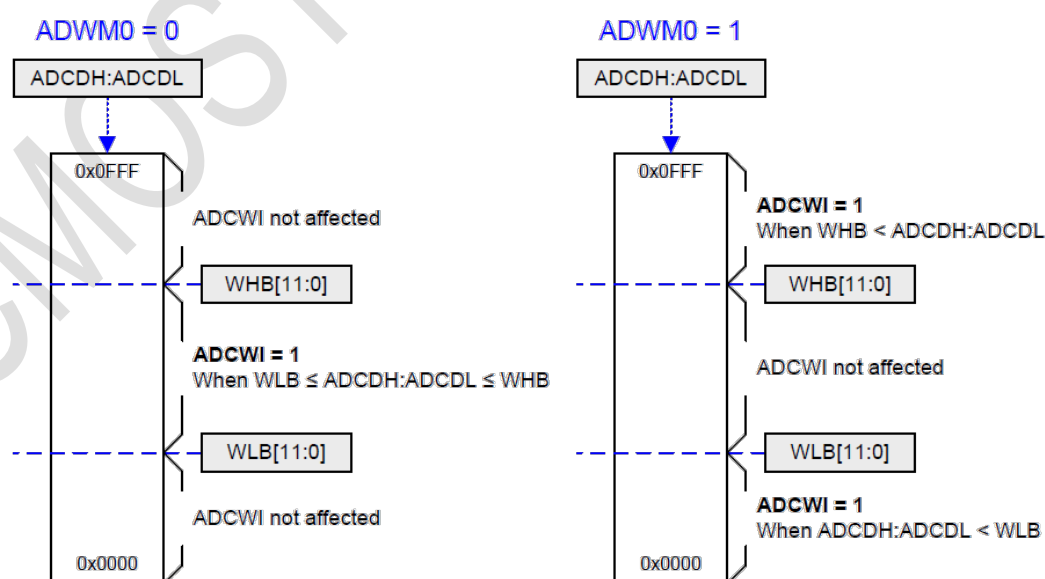 ADWM0 = 0
ADCDH:ADCDL
0x0FFF
ADCWI not affected
WHB[11:0]
ADCWI = 1
When WLB ≤ ADCDH:ADCDL ≤ WHB
WLB[11:0]
ADCWI not affected
0x0000
ADWM0 = 1
ADCDH:ADCDL
0x0FFF
ADCWI = 1
When WHB < ADCDH:ADCDL
WHB[11:0]
ADCWI not affected
WLB[11:0]
ADCWI = 1
When ADCDH:ADCDL < WLB
0x0000